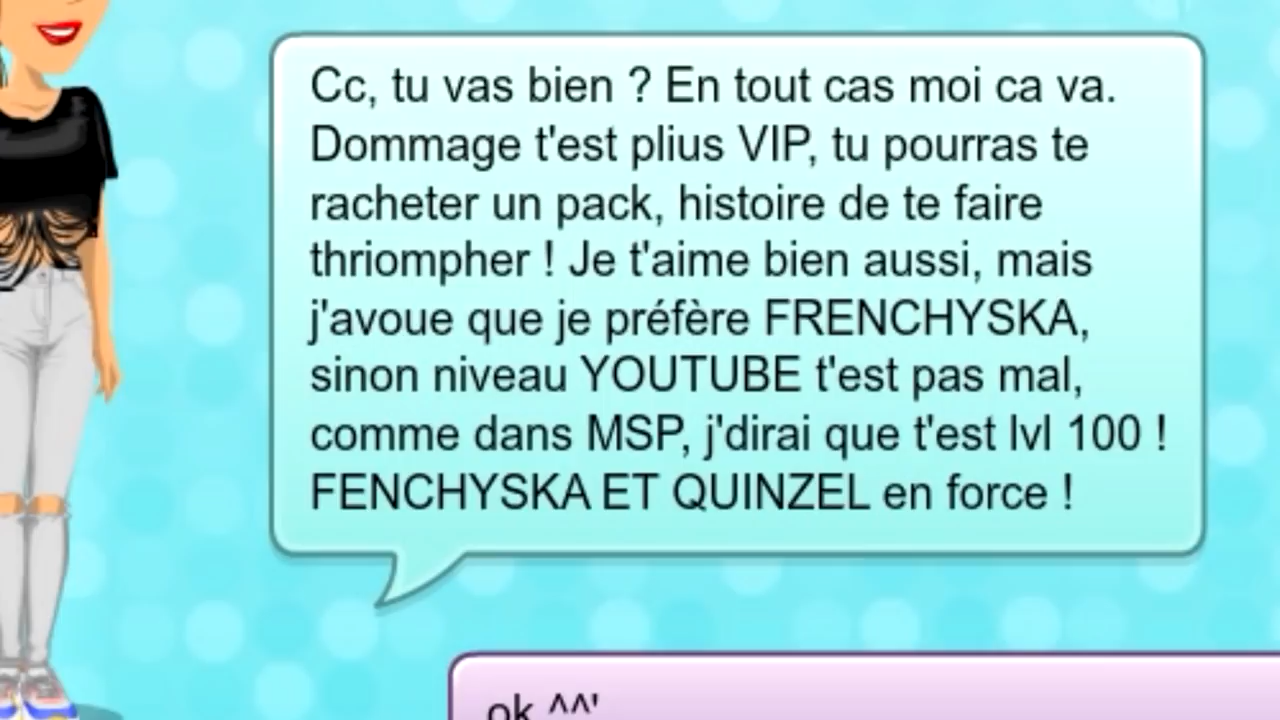 Cc, tu vas bien ? En tout cas moi ca va.
Dommage t'est plius VIP, tu pourras te
racheter un pack, histoire de te faire
thriompher ! Je t'aime bien aussi, mais
j'avoue que je préfère FRENCHYSKA,
sinon niveau YOUTUBE t'est pas mal,
comme dans MSP, j'dirai que t'est lvl 100 !
FENCHYSKA ET QUINZEL en force !
ok ^^'